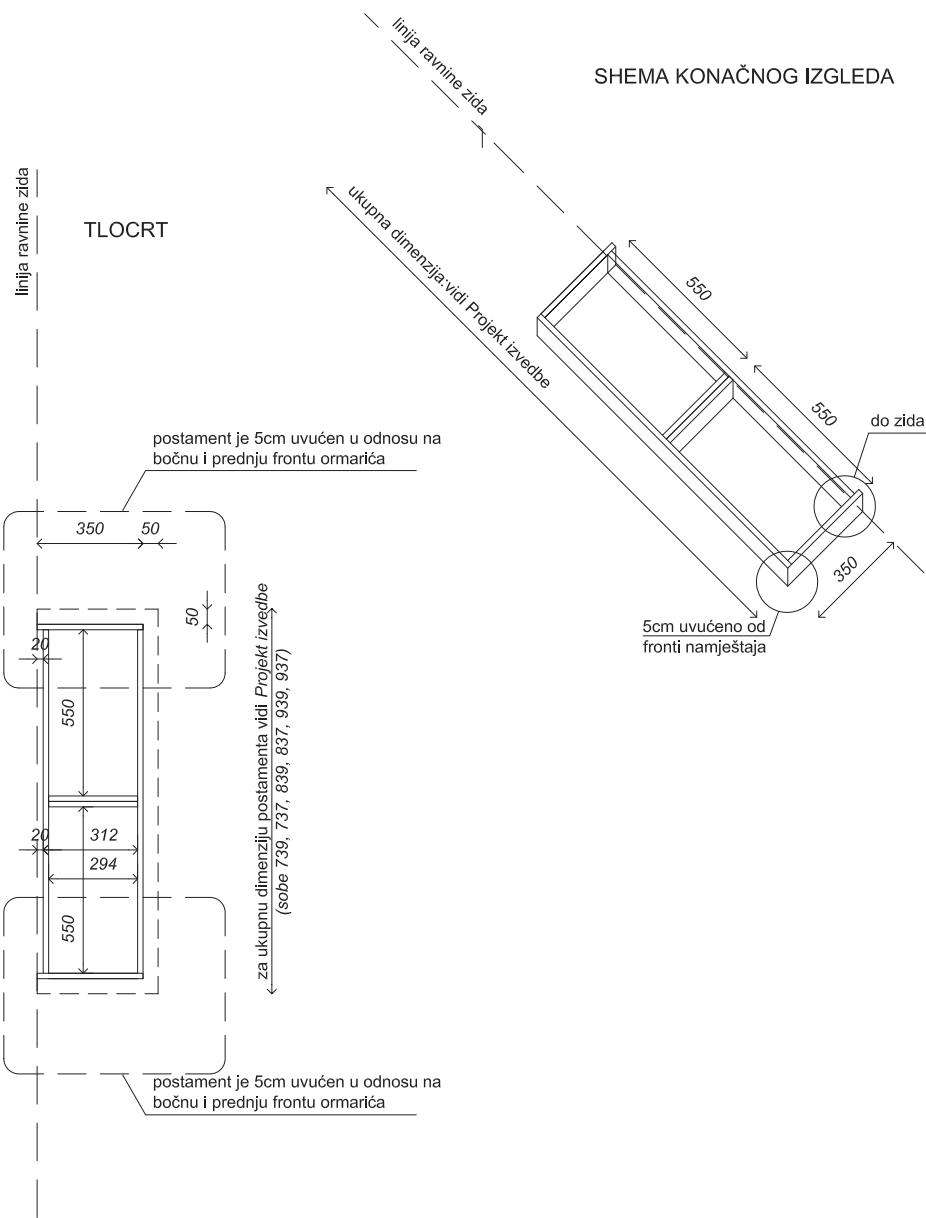 linija ravnine zida
SHEMA KONAČNOG IZGLEDA
linija ravnine zida
TLOCRT
ukupna dimenzija:vidi Projekt izvedbe
550
550
do zida
350
5cm uvućeno od
fronti namještaja
postament je 5cm uvućen u odnosu na
bočnu i prednju frontu ormarića
350
50
50
20
550
za ukupnu dimenziju postamenta vidi Projekt izvedbe
(sobe 739, 737, 839, 837, 939, 937)
20
312
294
550
postament je 5cm uvućen u odnosu na
bočnu i prednju frontu ormarića